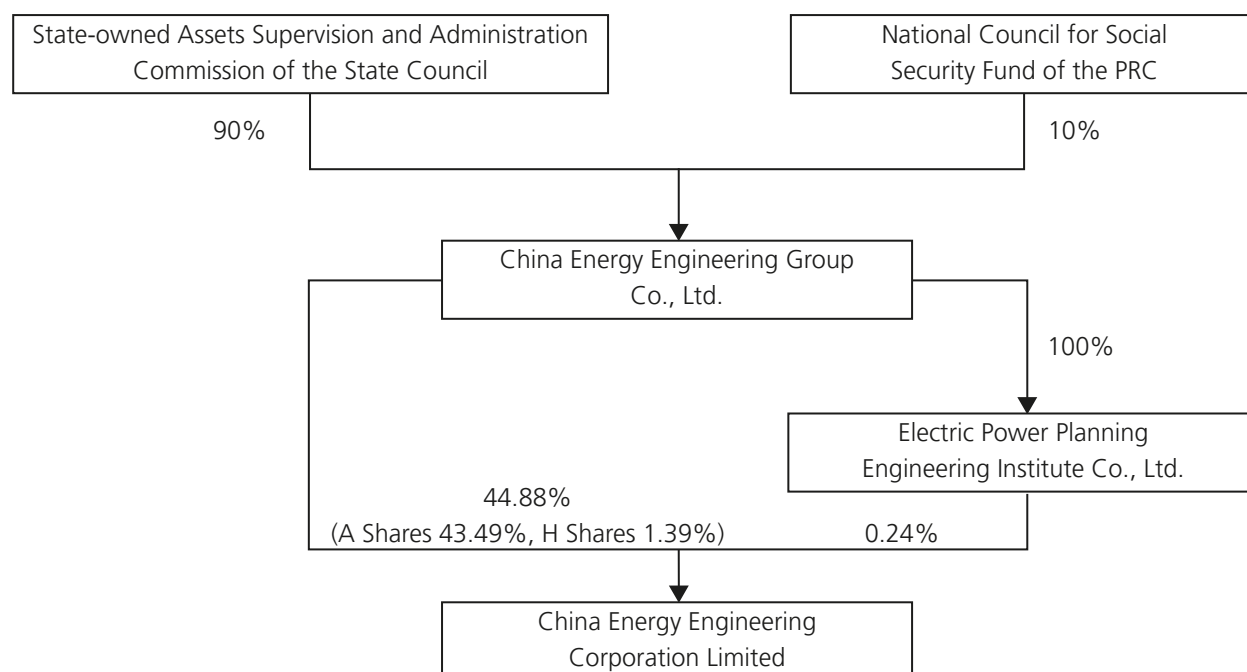 State-owned Assets Supervision and Administration
Commission of the State Council
National Council for Social
Security Fund of the PRC
90%
10%
China Energy Engineering Group
Co., Ltd.
100%
Electric Power Planning
Engineering Institute Co., Ltd.
44.88%
(A Shares 43.49%, H Shares 1.39%)
0.24%
China Energy Engineering
Corporation Limited